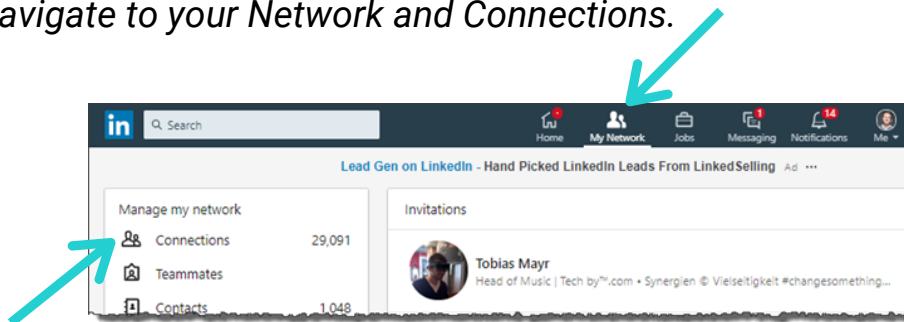 avigate to your Network and Connections.
in
Search
Home
My Network
Jobs
1
Messaging
14
Notifications
Me
Lead Gen on LinkedIn - Hand Picked LinkedIn Leads From LinkedSelling Ad ...
Manage my network
Connections 29,091
Teammates
Contacts 1,048
Invitations
Tobias Mayr
Head of Music | Tech by™.com • Synergien © Vielseitigkeit #changesomething...